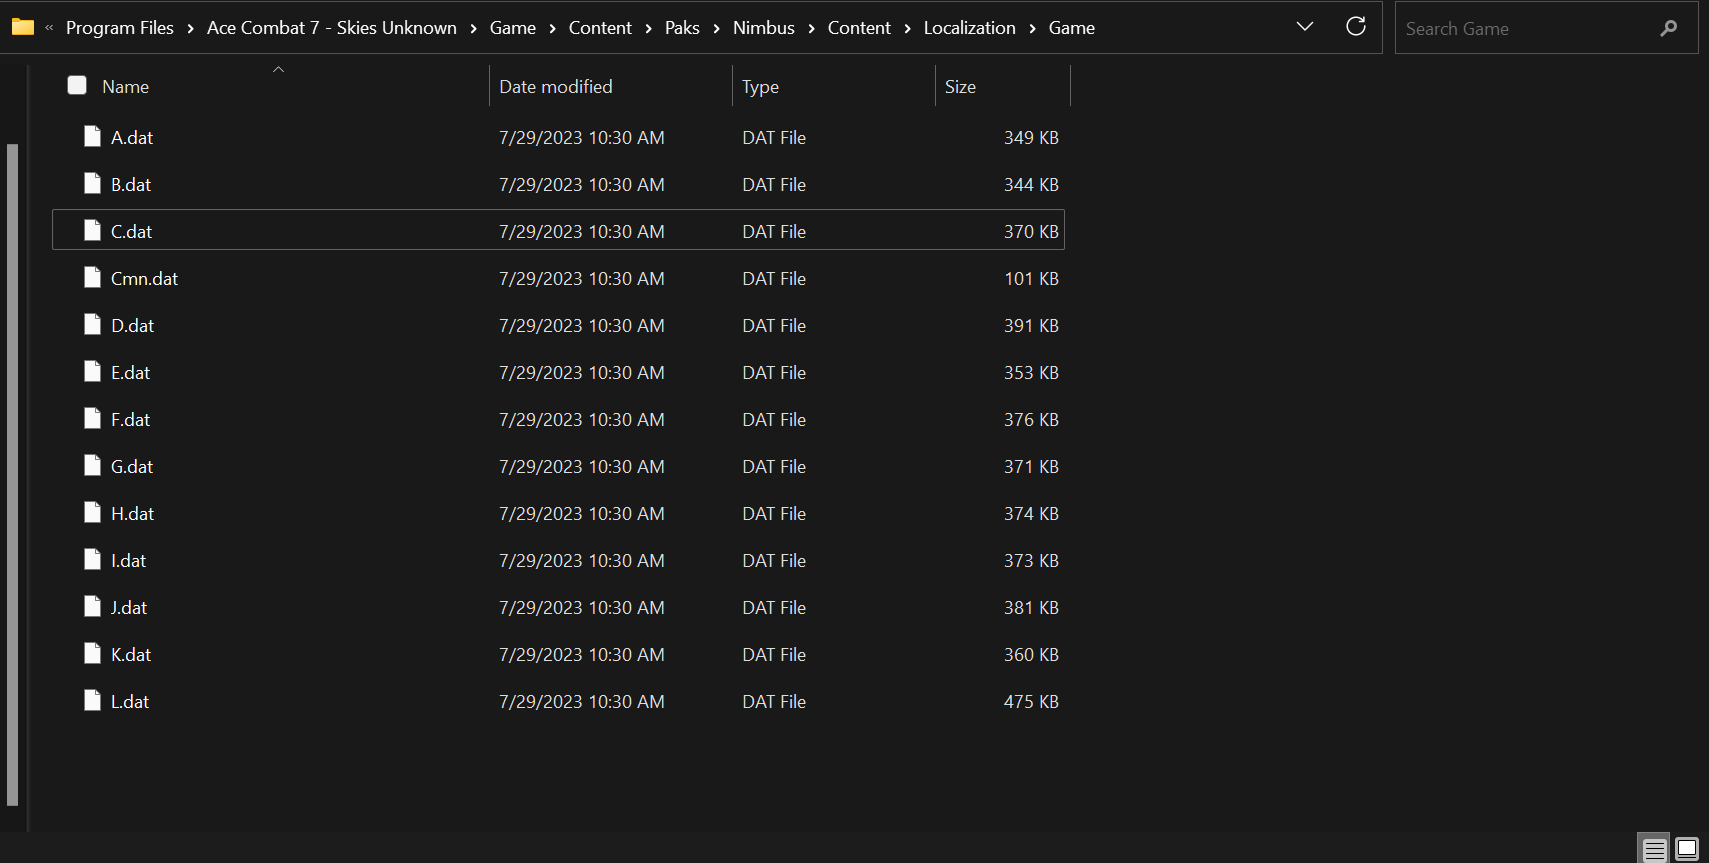 « Program Files > Ace Combat 7 - Skies Unknown > Game > Content > Paks > Nimbus > Content > Localization > Game
Search Game
Name Date modified Type Size
A.dat 7/29/2023 10:30 AM DAT File 349 KB
B.dat 7/29/2023 10:30 AM DAT File 344 KB
C.dat 7/29/2023 10:30 AM DAT File 370 KB
Cmn.dat 7/29/2023 10:30 AM DAT File 101 KB
D.dat 7/29/2023 10:30 AM DAT File 391 KB
E.dat 7/29/2023 10:30 AM DAT File 353 KB
F.dat 7/29/2023 10:30 AM DAT File 376 KB
G.dat 7/29/2023 10:30 AM DAT File 371 KB
H.dat 7/29/2023 10:30 AM DAT File 374 KB
I.dat 7/29/2023 10:30 AM DAT File 373 KB
J.dat 7/29/2023 10:30 AM DAT File 381 KB
K.dat 7/29/2023 10:30 AM DAT File 360 KB
L.dat 7/29/2023 10:30 AM DAT File 475 KB